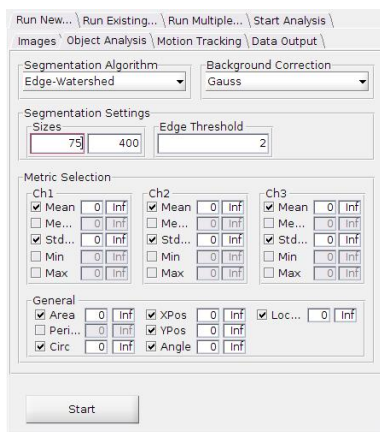 Run New... Run Existing... Run Multiple... Start Analysis
Images Object Analysis Motion Tracking Data Output
Segmentation Algorithm Background Correction
Edge-Watershed Gauss
Segmentation Settings
Sizes Edge Threshold
75 400 2
Metric Selection
Ch1 Ch2 Ch3
Mean 0 Inf Mean 0 Inf Mean 0 Inf
Me... 0 Inf Me... 0 Inf Me... 0 Inf
Std... 0 Inf Std... 0 Inf Std... 0 Inf
Min 0 Inf Min 0 Inf Min 0 Inf
Max 0 Inf Max 0 Inf Max 0 Inf
General
Area 0 Inf XPos 0 Inf Loc... 0 Inf
Peri... 0 Inf YPos 0 Inf
Circ 0 Inf Angle 0 Inf
Start